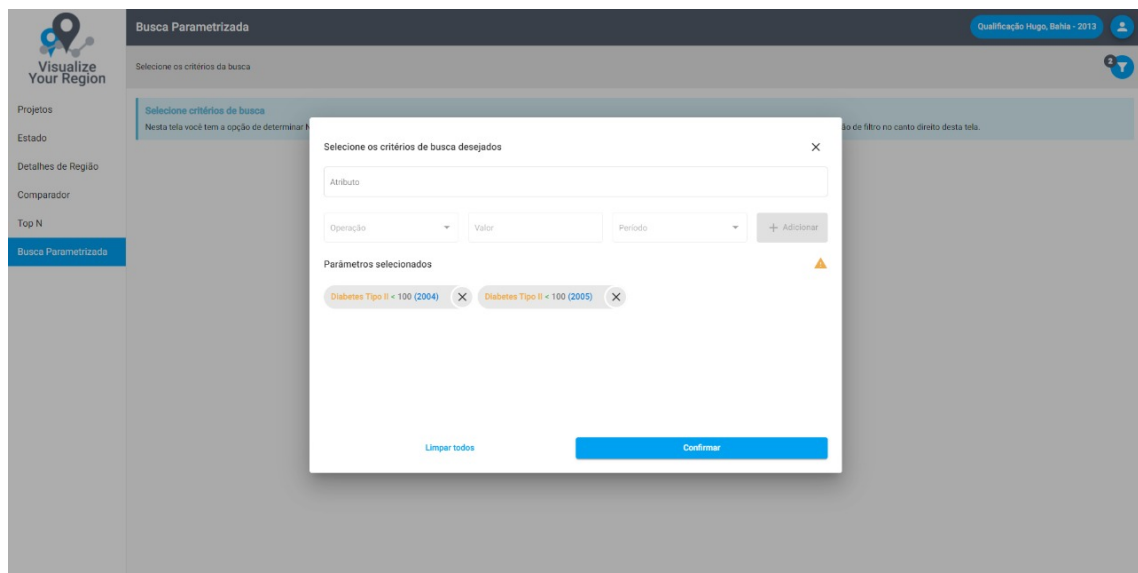 Visualize
Your Region
Projetos
Estado
Detalhes de Região
Comparador
Top N
Busca Parametrizada
Busca Parametrizada
Qualificação Hugo, Bahia - 2013
Selecione os critérios da busca
2
Selecione critérios de busca
Nesta tela você tem a opção de determinar
de filtro no canto direito desta tela.
Selecione os critérios de busca desejados
Atributo
Operação
Valor
Período
+ Adicionar
Parâmetros selecionados
Diabetes Tipo II < 100 (2004)
Diabetes Tipo II < 100 (2005)
Limpar todos
Confirmar